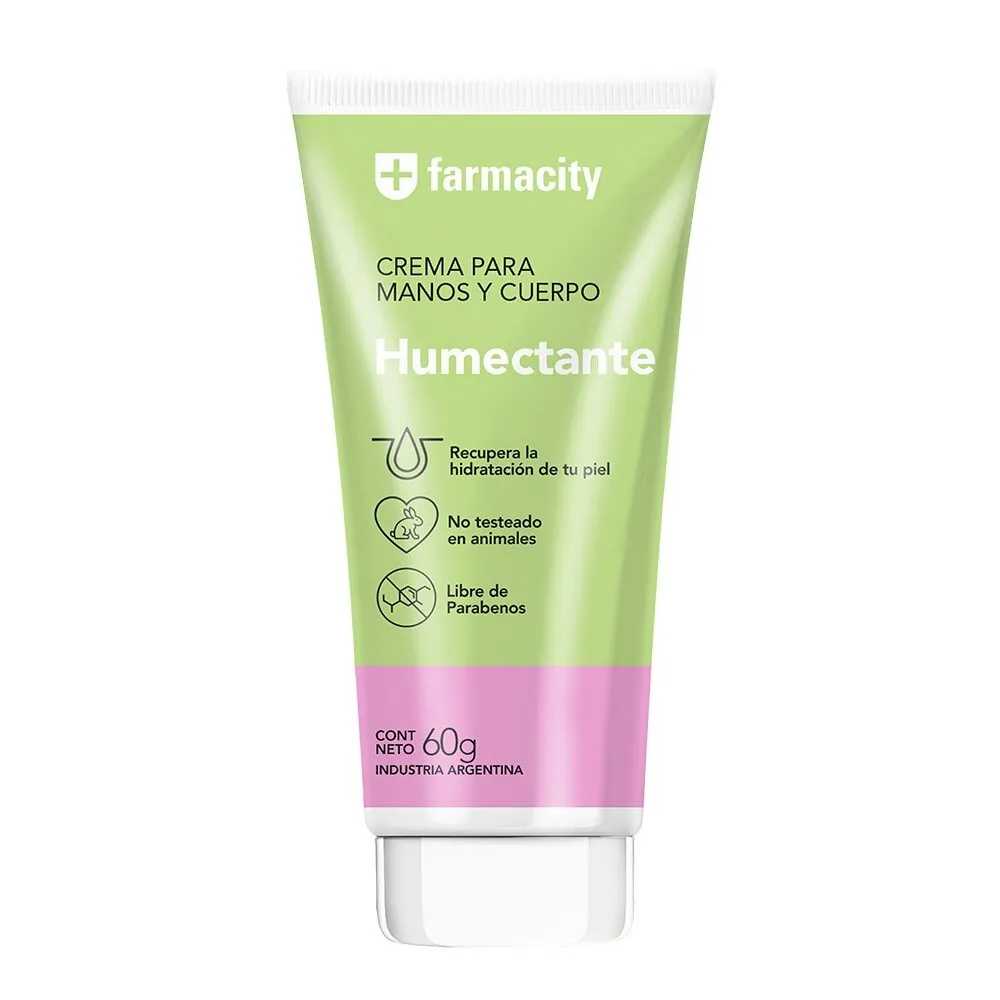 farmacity
CREMA PARA
MANOS Y CUERPO
Humectante
Recupera la
hidratación de tu piel
No testeado
en animales
Libre de
Parabenos
CONT
NETO 60g
INDUSTRIA ARGENTINA